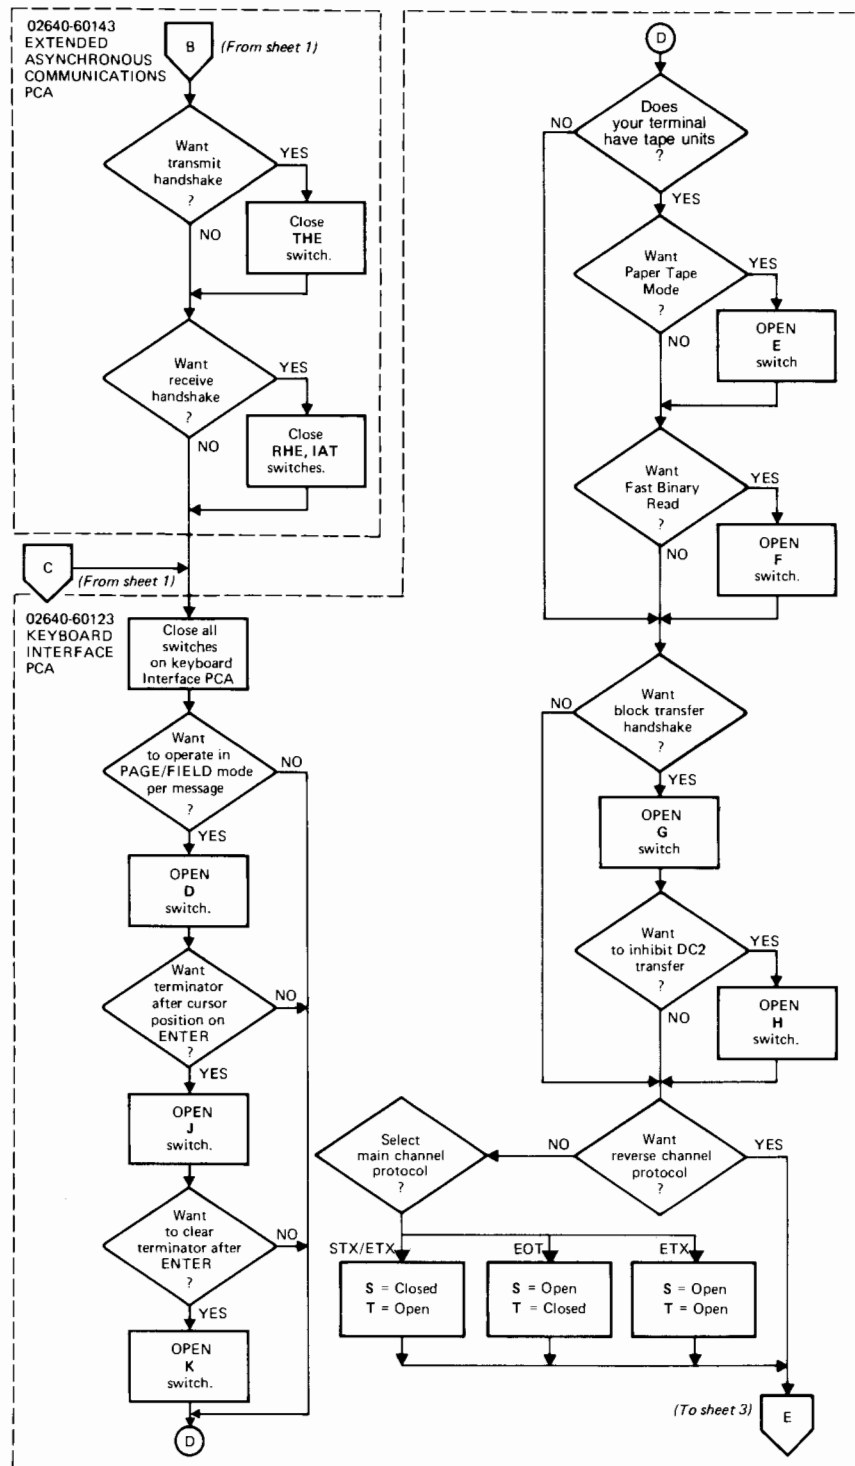 02640-60143
EXTENDED
ASYNCHRONOUS
COMMUNICATIONS
PCA
B
(From sheet 1)
Want
transmit
handshake
?
YES
NO
Close
THE
switch.
Want
receive
handshake
?
YES
NO
Close
RHE, IAT
switches.
C
(From sheet 1)
02640-60123
KEYBOARD
INTERFACE
PCA
Close all
switches
on keyboard
Interface PCA
Want
to operate in
PAGE/FIELD mode
per message
?
NO
YES
OPEN
D
switch.
Want
terminator
after cursor
position on
ENTER
?
NO
YES
OPEN
J
switch.
Want
to clear
terminator after
ENTER
?
NO
YES
OPEN
K
switch.
D
D
Does
your terminal
have tape units
?
NO
YES
Want
Paper Tape
Mode
?
YES
NO
OPEN
E
switch
Want
Fast Binary
Read
?
YES
NO
OPEN
F
switch.
Want
block transfer
handshake
?
NO
YES
OPEN
G
switch
Want
to inhibit DC2
transfer
?
YES
NO
OPEN
H
switch.
Want
reverse channel
protocol
?
YES
NO
Select
main channel
protocol
?
STX/ETX
S = Closed
T = Open
EOT
S = Open
T = Closed
ETX
S = Open
T = Open
(To sheet 3)
E